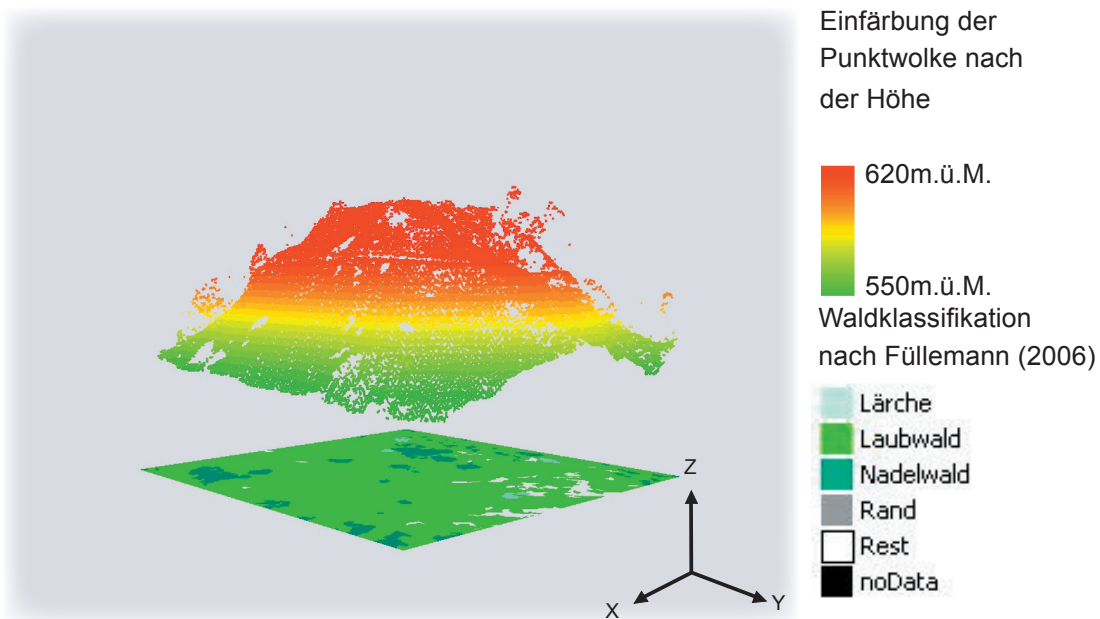 Einfärbung der
Punktwolke nach
der Höhe
620m.ü.M.
550m.ü.M.
Waldklassifikation
nach Füllemann (2006)
Lärche
Laubwald
Nadelwald
Rand
Rest
noData
Z
X
Y